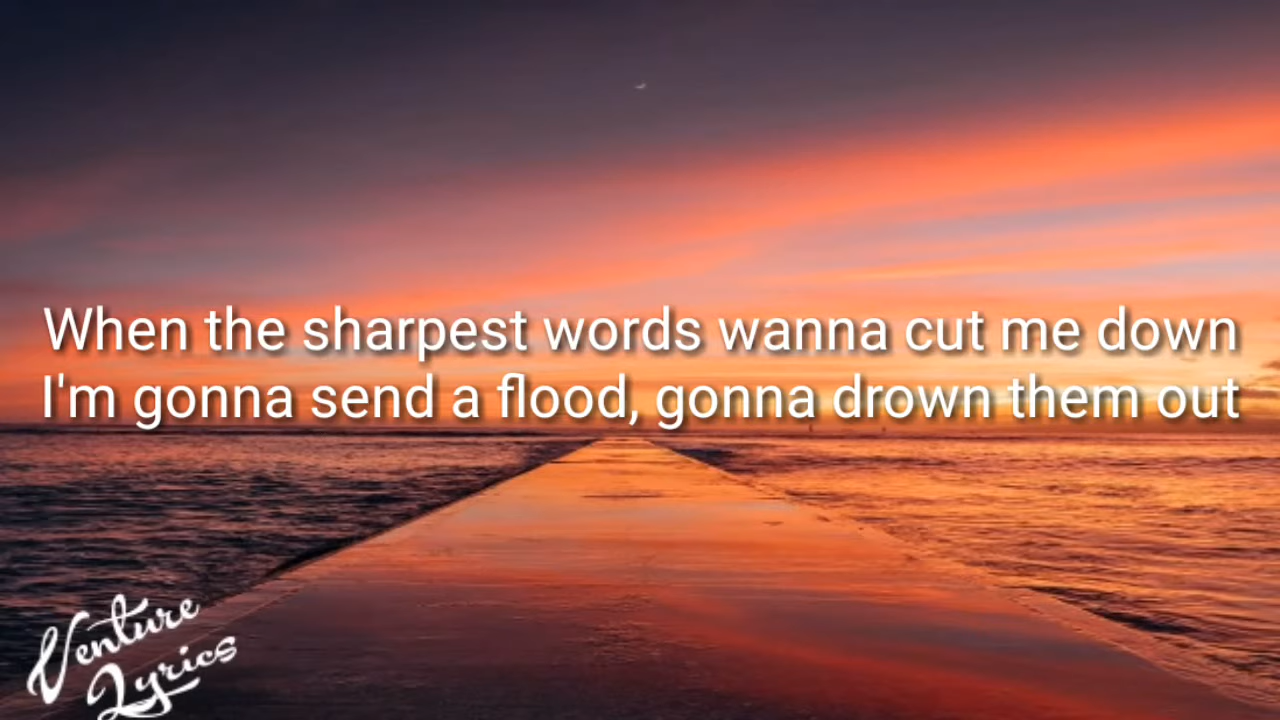 When the sharpest words wanna cut me down
I'm gonna send a flood, gonna drown them out
Venture
Lyrics